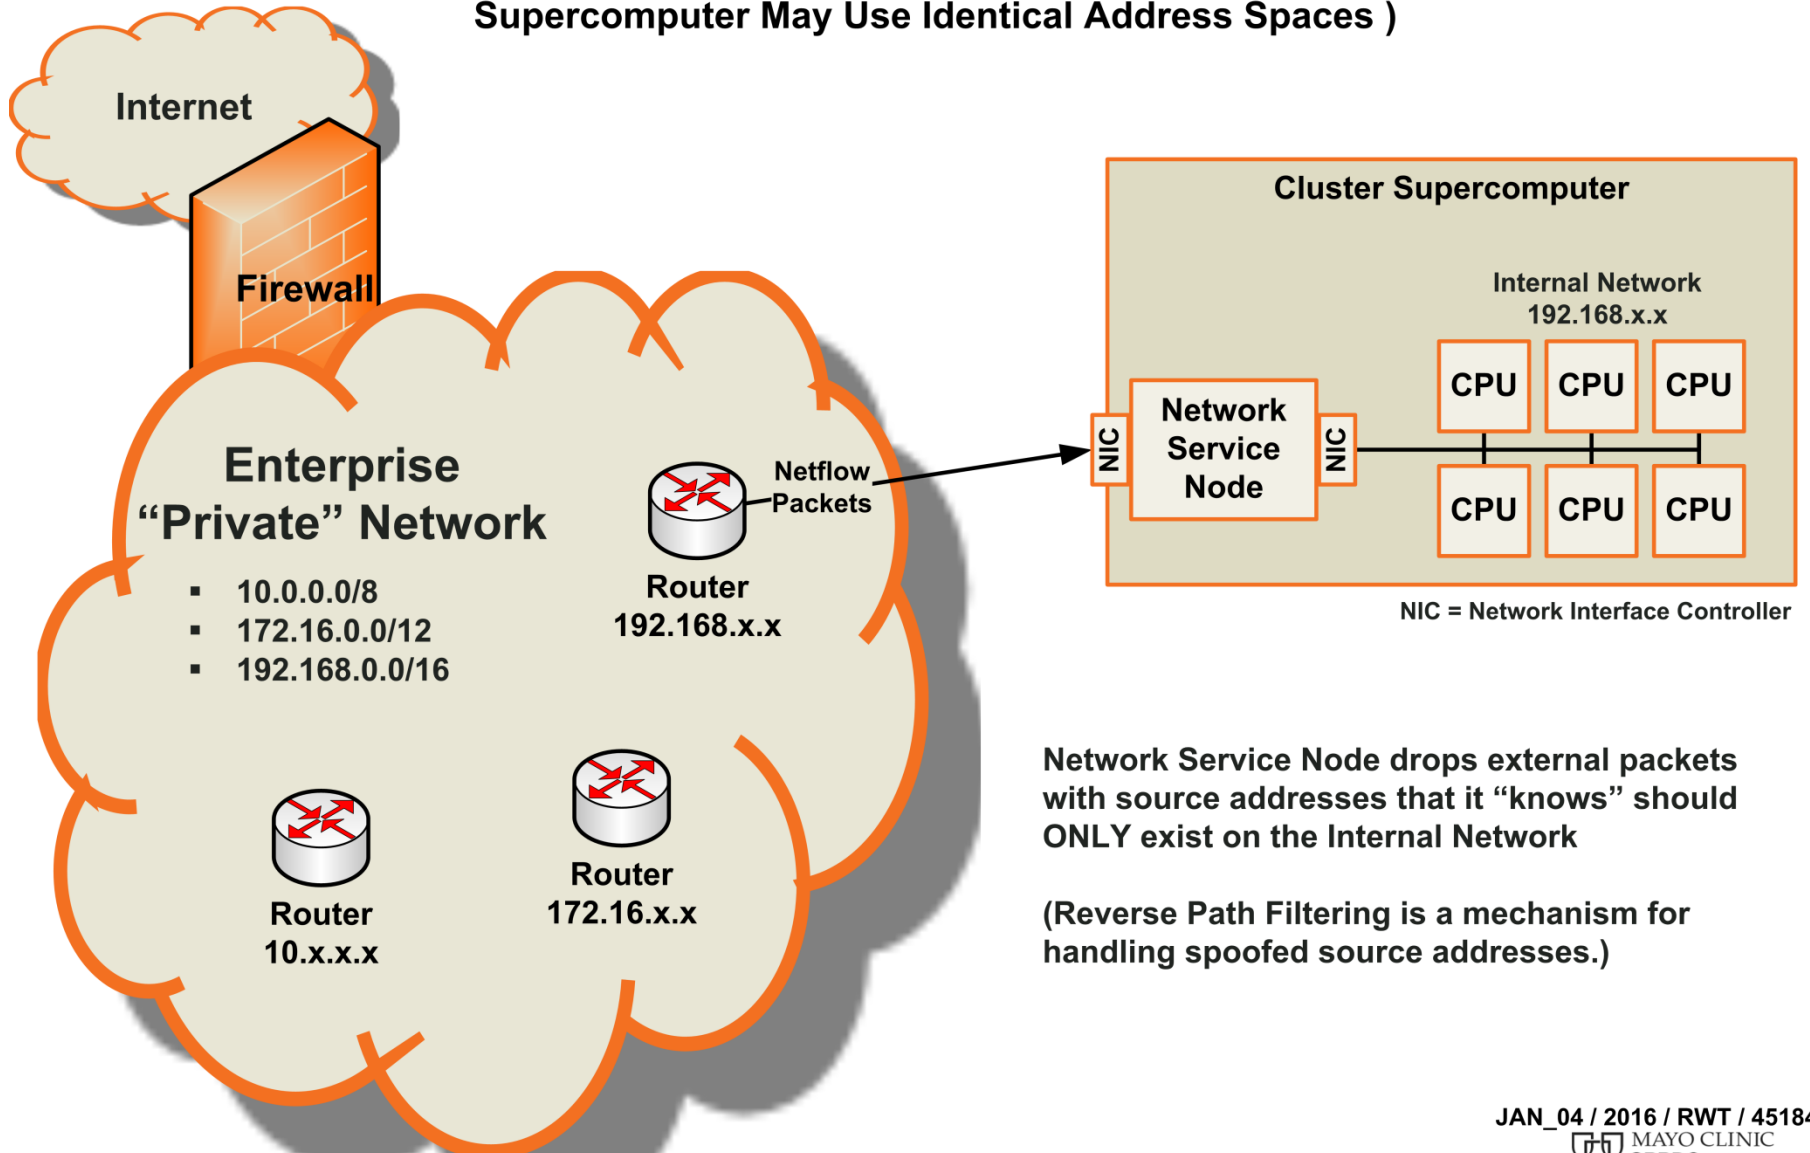 Supercomputer May Use Identical Address Spaces )
Internet
Firewall
Enterprise
“Private” Network
▪ 10.0.0.0/8
▪ 172.16.0.0/12
▪ 192.168.0.0/16
Netflow
Packets
Router
192.168.x.x
Router
172.16.x.x
Router
10.x.x.x
Cluster Supercomputer
Internal Network
192.168.x.x
NIC
Network
Service
Node
NIC
CPU CPU CPU
CPU CPU CPU
NIC = Network Interface Controller
Network Service Node drops external packets
with source addresses that it “knows” should
ONLY exist on the Internal Network
(Reverse Path Filtering is a mechanism for
handling spoofed source addresses.)
JAN_04 / 2016 / RWT / 45184
MAYO CLINIC